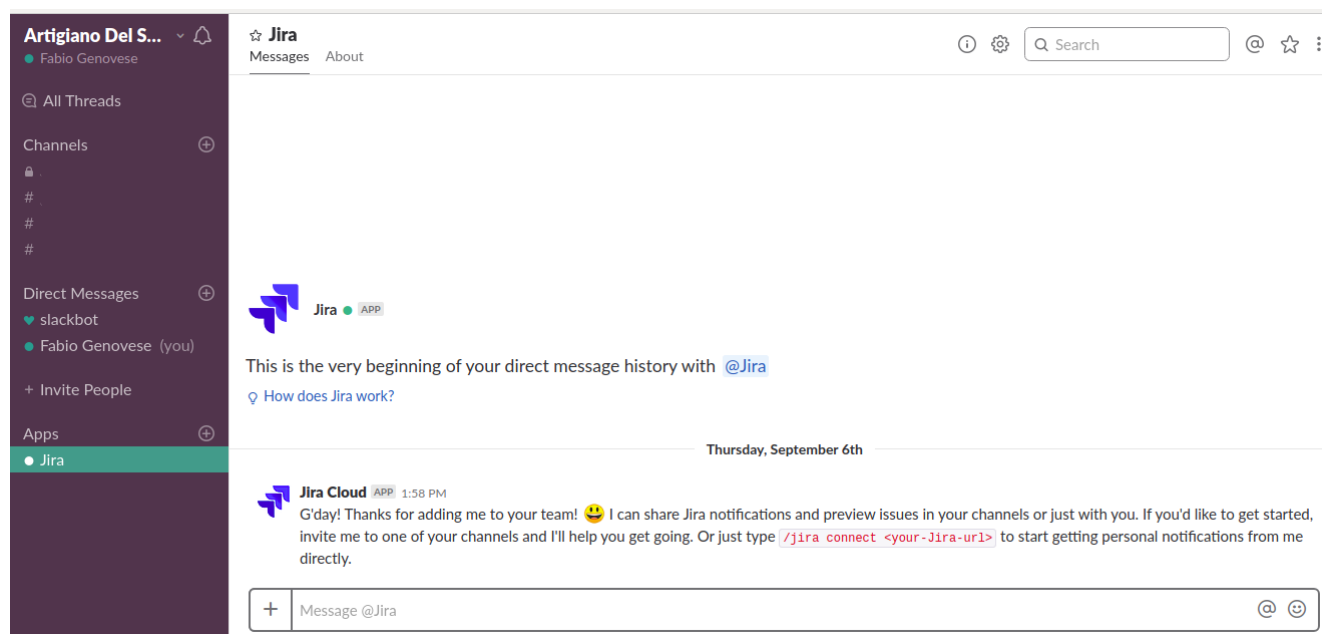 Artigiano Del S...
Fabio Genovese
All Threads
Channels
#
#
#
Direct Messages
slackbot
Fabio Genovese (you)
+ Invite People
Apps
Jira
Jira
Messages About
Search
Jira APP
This is the very beginning of your direct message history with @Jira
How does Jira work?
Thursday, September 6th
Jira Cloud APP 1:58 PM
G'day! Thanks for adding me to your team! 😃 I can share Jira notifications and preview issues in your channels or just with you. If you'd like to get started,
invite me to one of your channels and I'll help you get going. Or just type /jira connect <your-Jira-url> to start getting personal notifications from me
directly.
Message @Jira